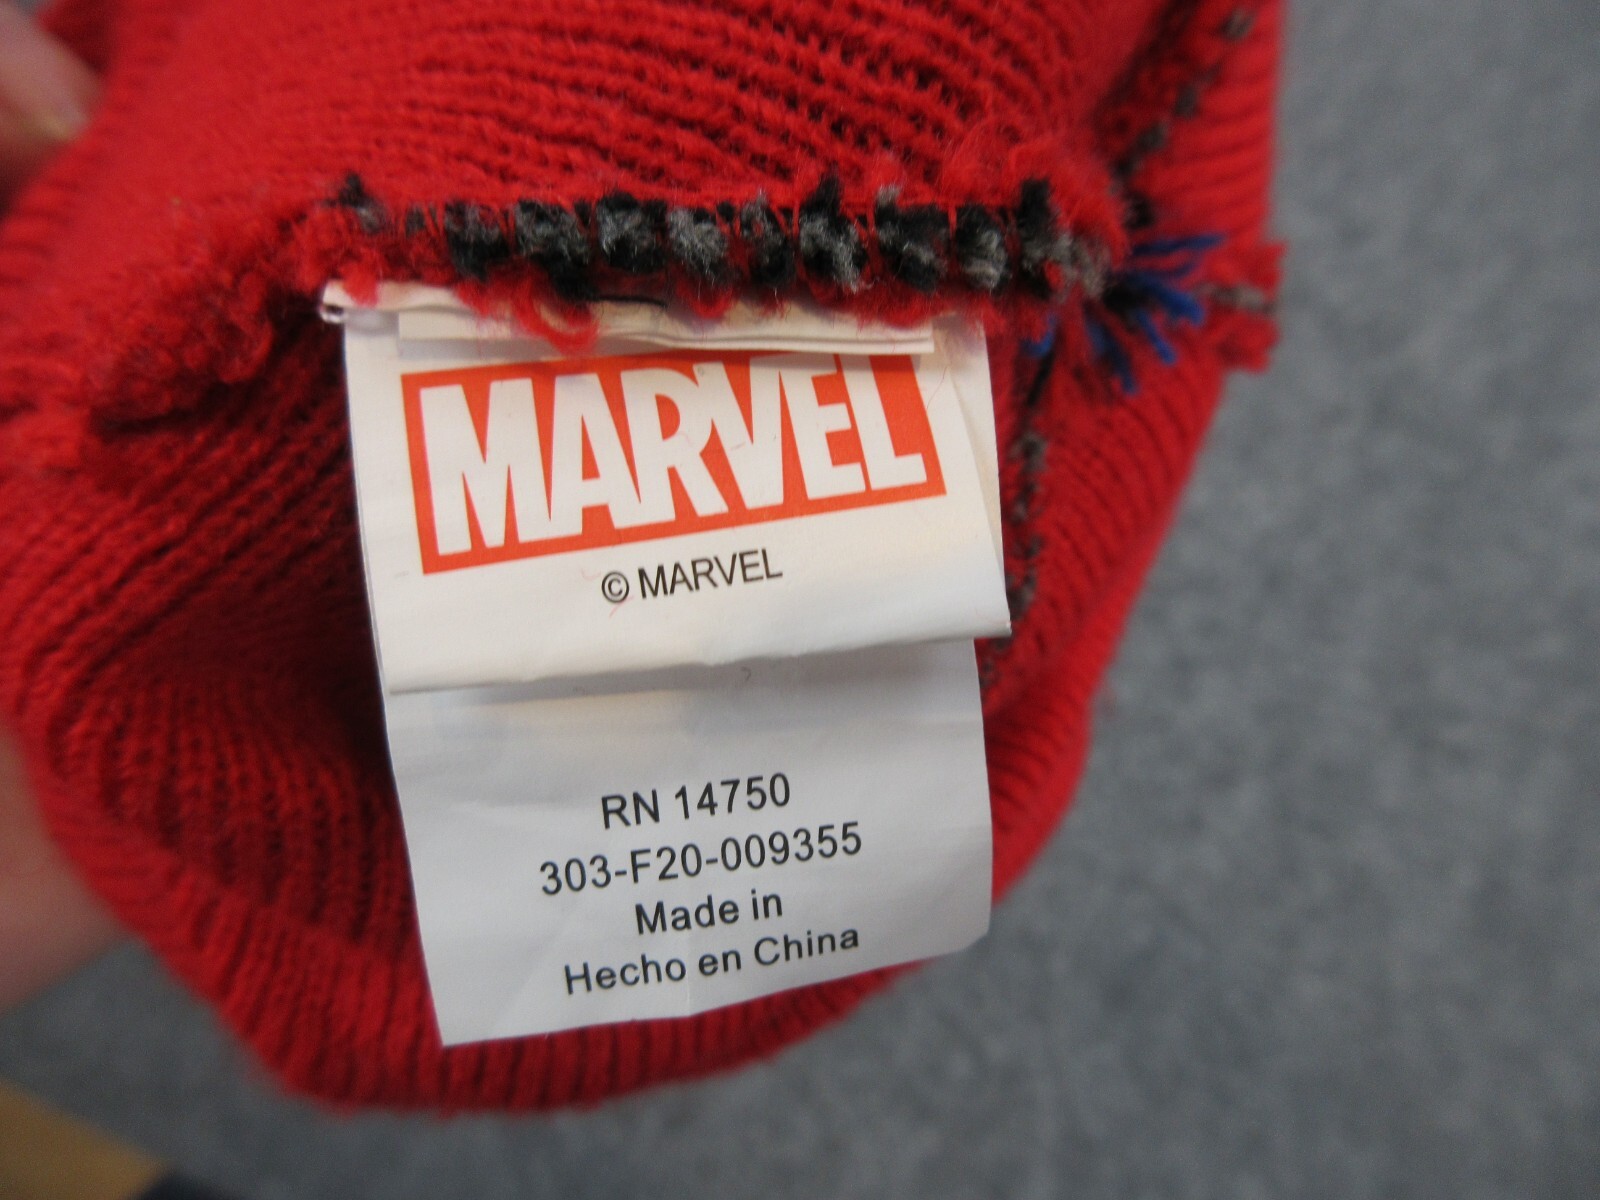 MARVEL
© MARVEL
RN 14750
303-F20-009355
Made in
Hecho en China